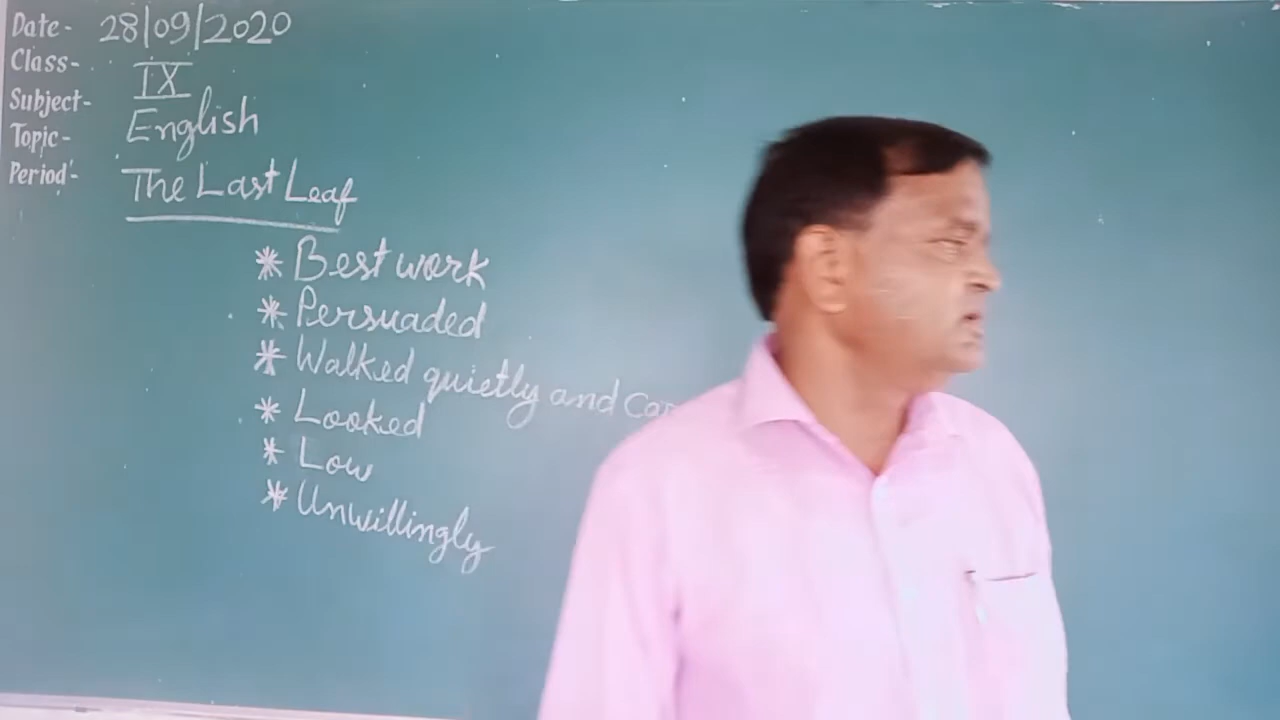 Date- 28/09/2020
Class- IX
Subject- English
Topic- The Last Leaf
Period-
* Best work
* Persuaded
* Walked quietly and
* Looked
* Low
* Unwillingly